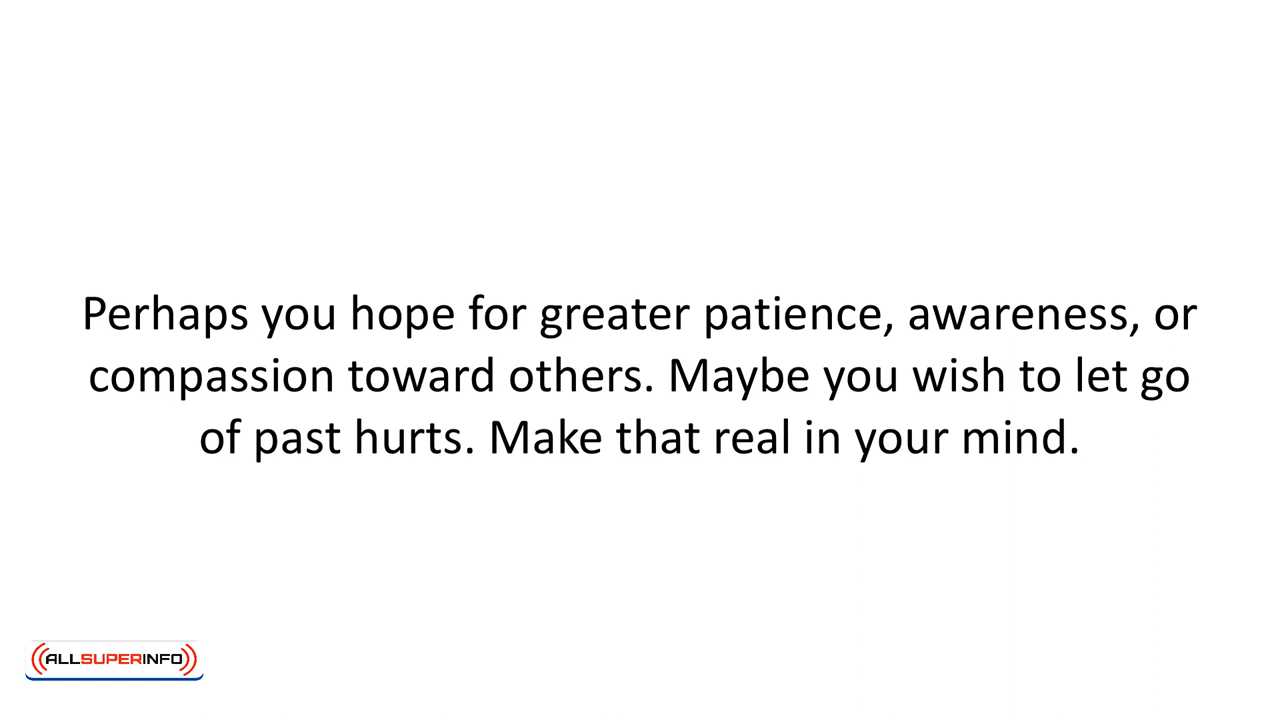 Perhaps you hope for greater patience, awareness, or
compassion toward others. Maybe you wish to let go
of past hurts. Make that real in your mind.
ALLSUPERINFO